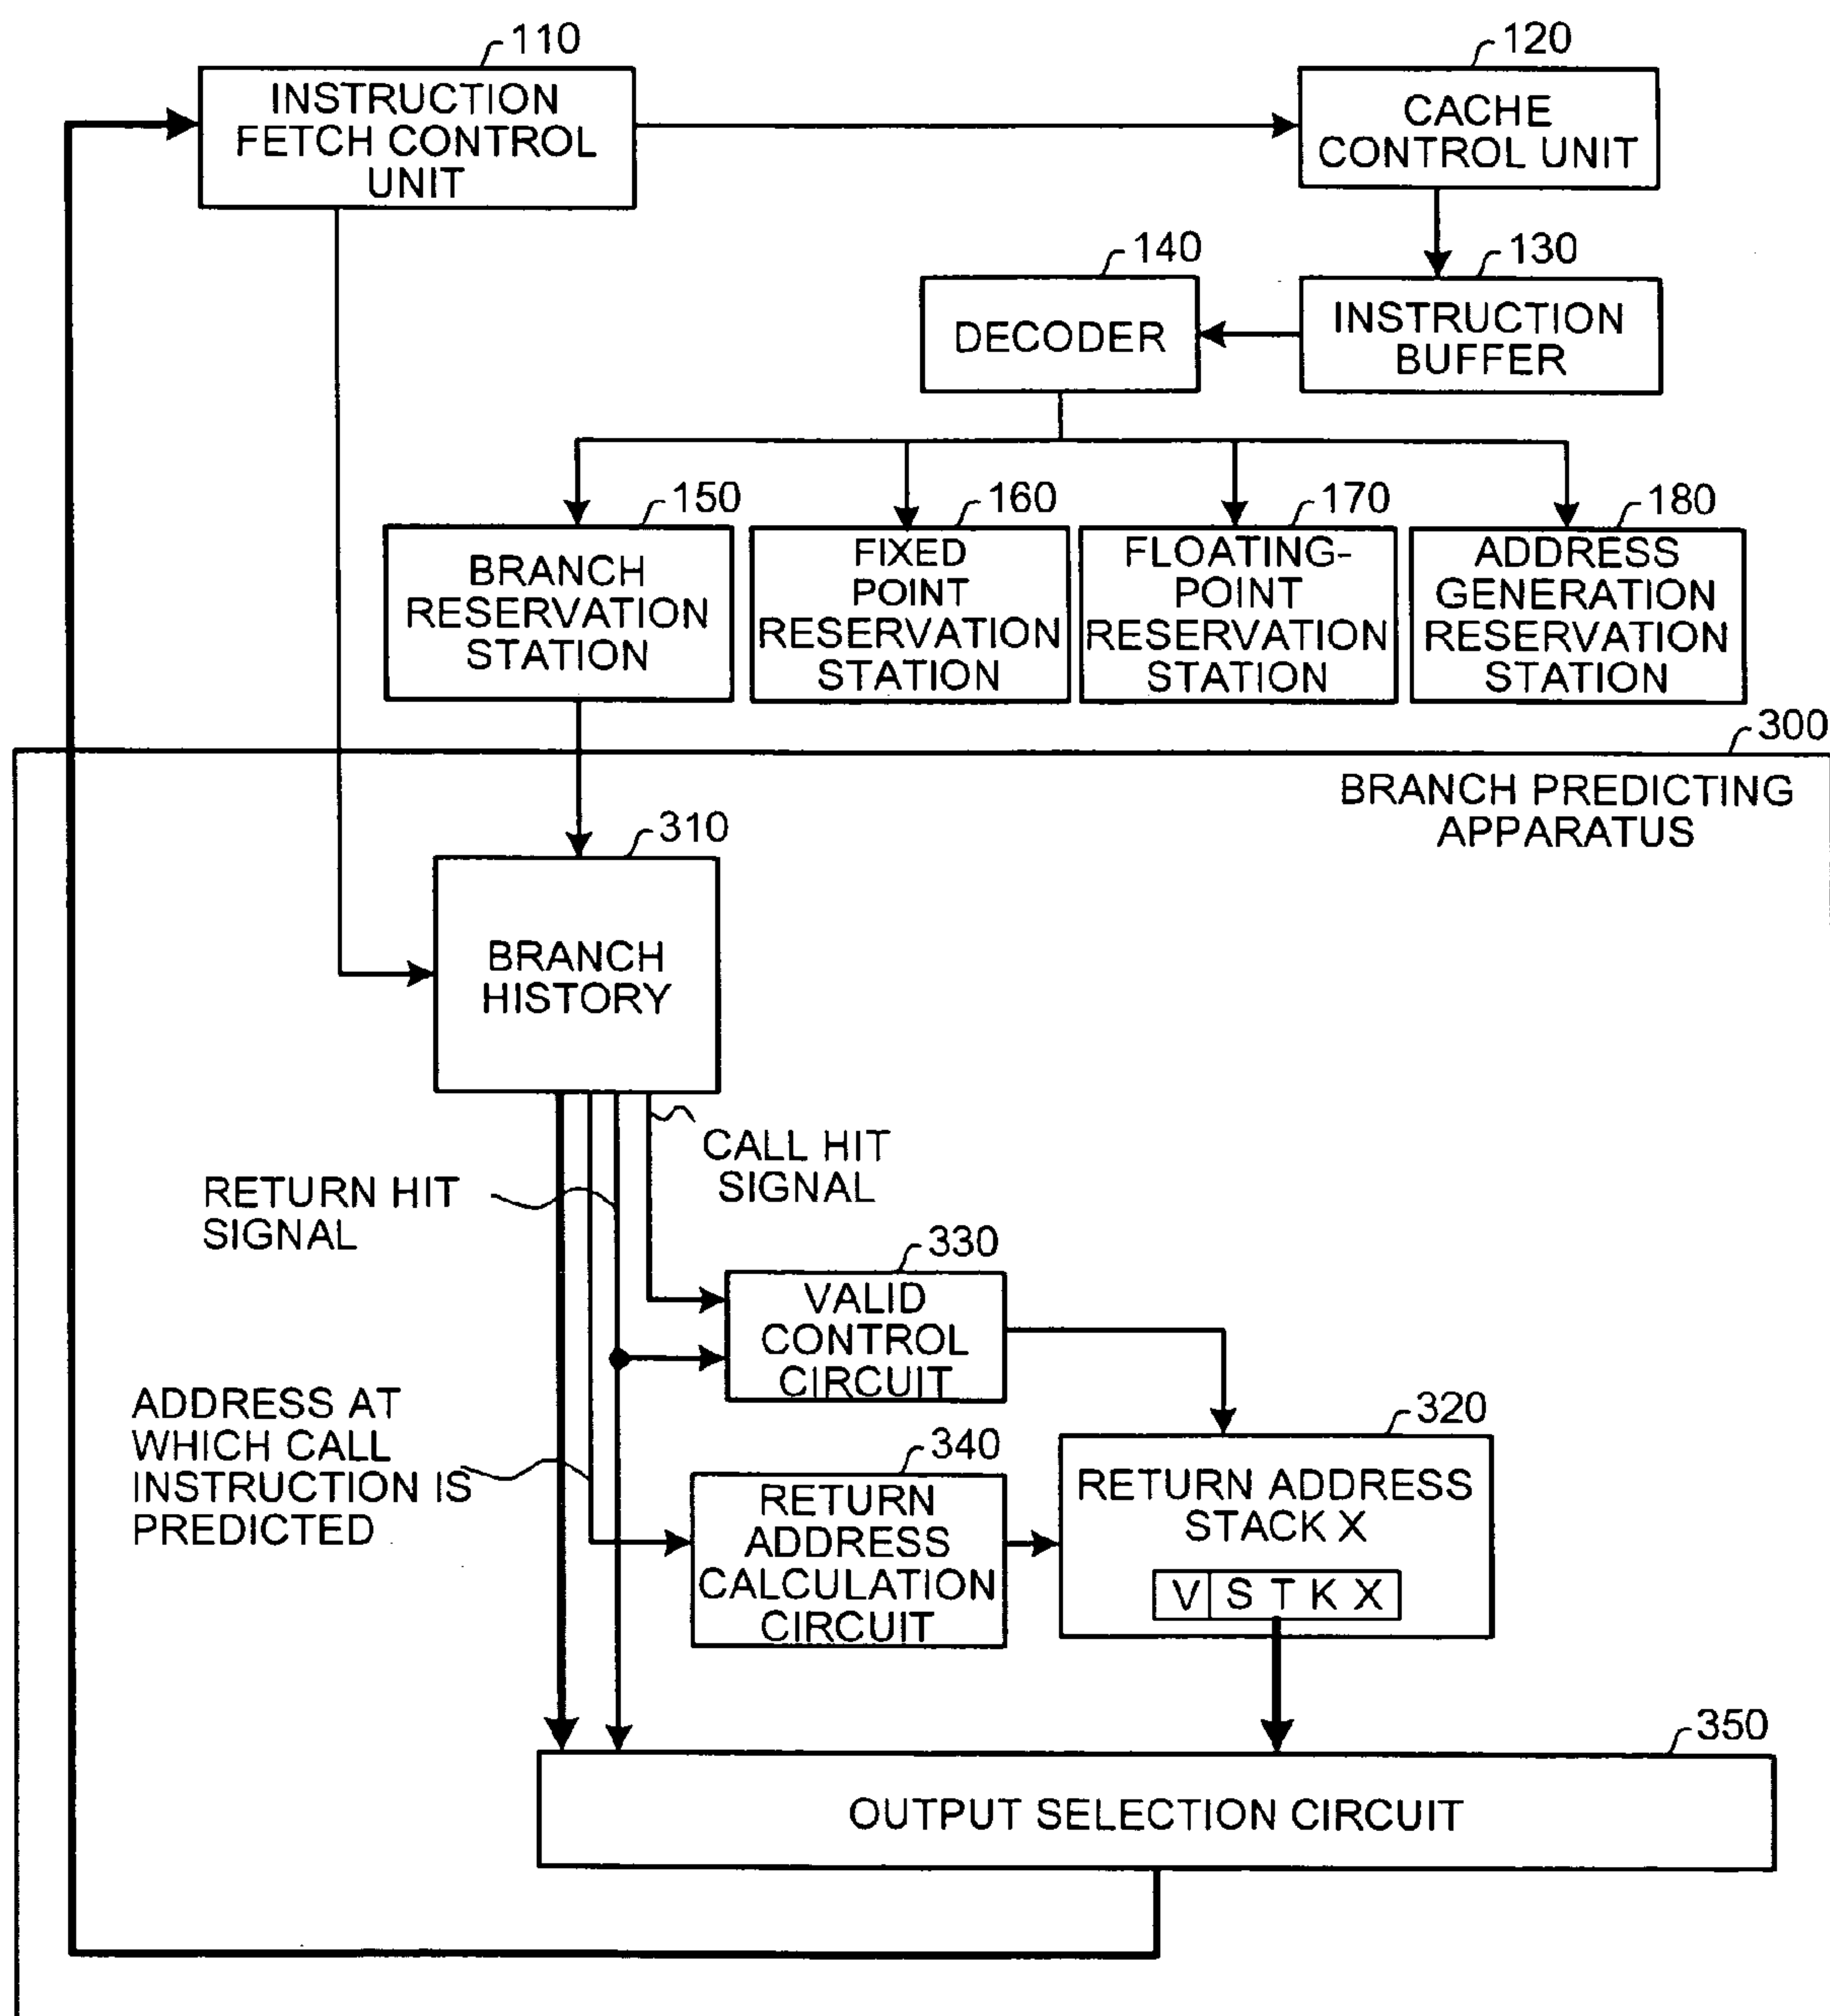 110
INSTRUCTION
FETCH CONTROL
UNIT
120
CACHE
CONTROL UNIT
130
INSTRUCTION
BUFFER
140
DECODER
150
BRANCH
RESERVATION
STATION
160
FIXED
POINT
RESERVATION
STATION
170
FLOATING-
POINT
RESERVATION
STATION
180
ADDRESS
GENERATION
RESERVATION
STATION
300
BRANCH PREDICTING
APPARATUS
310
BRANCH
HISTORY
CALL HIT
SIGNAL
RETURN HIT
SIGNAL
330
VALID
CONTROL
CIRCUIT
ADDRESS AT
WHICH CALL
INSTRUCTION IS
PREDICTED
340
RETURN
ADDRESS
CALCULATION
CIRCUIT
320
RETURN ADDRESS
STACK X
V S T K X
350
OUTPUT SELECTION CIRCUIT